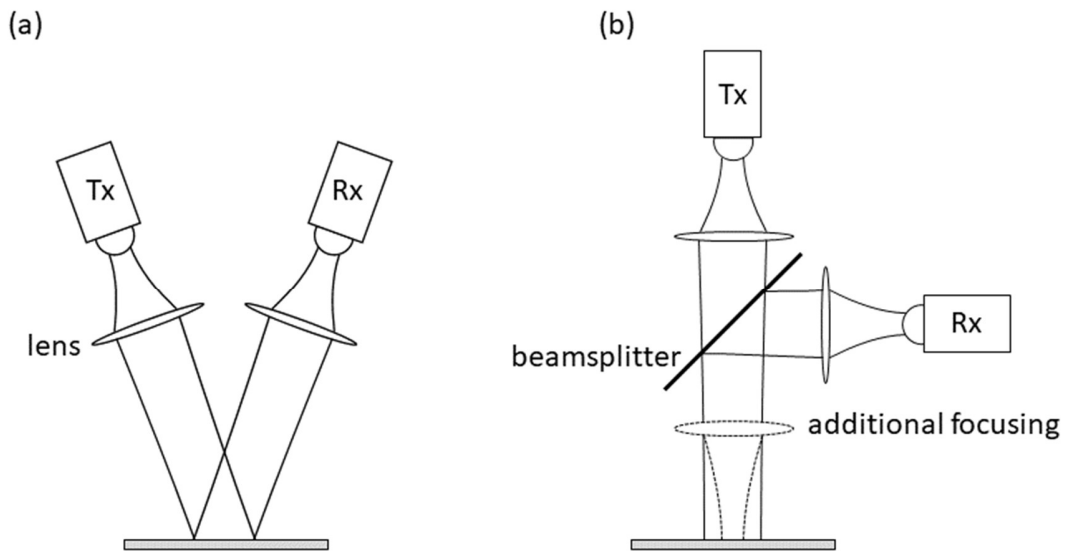 (a)
(b)
Tx
Tx
Rx
Rx
lens
beamsplitter
additional focusing